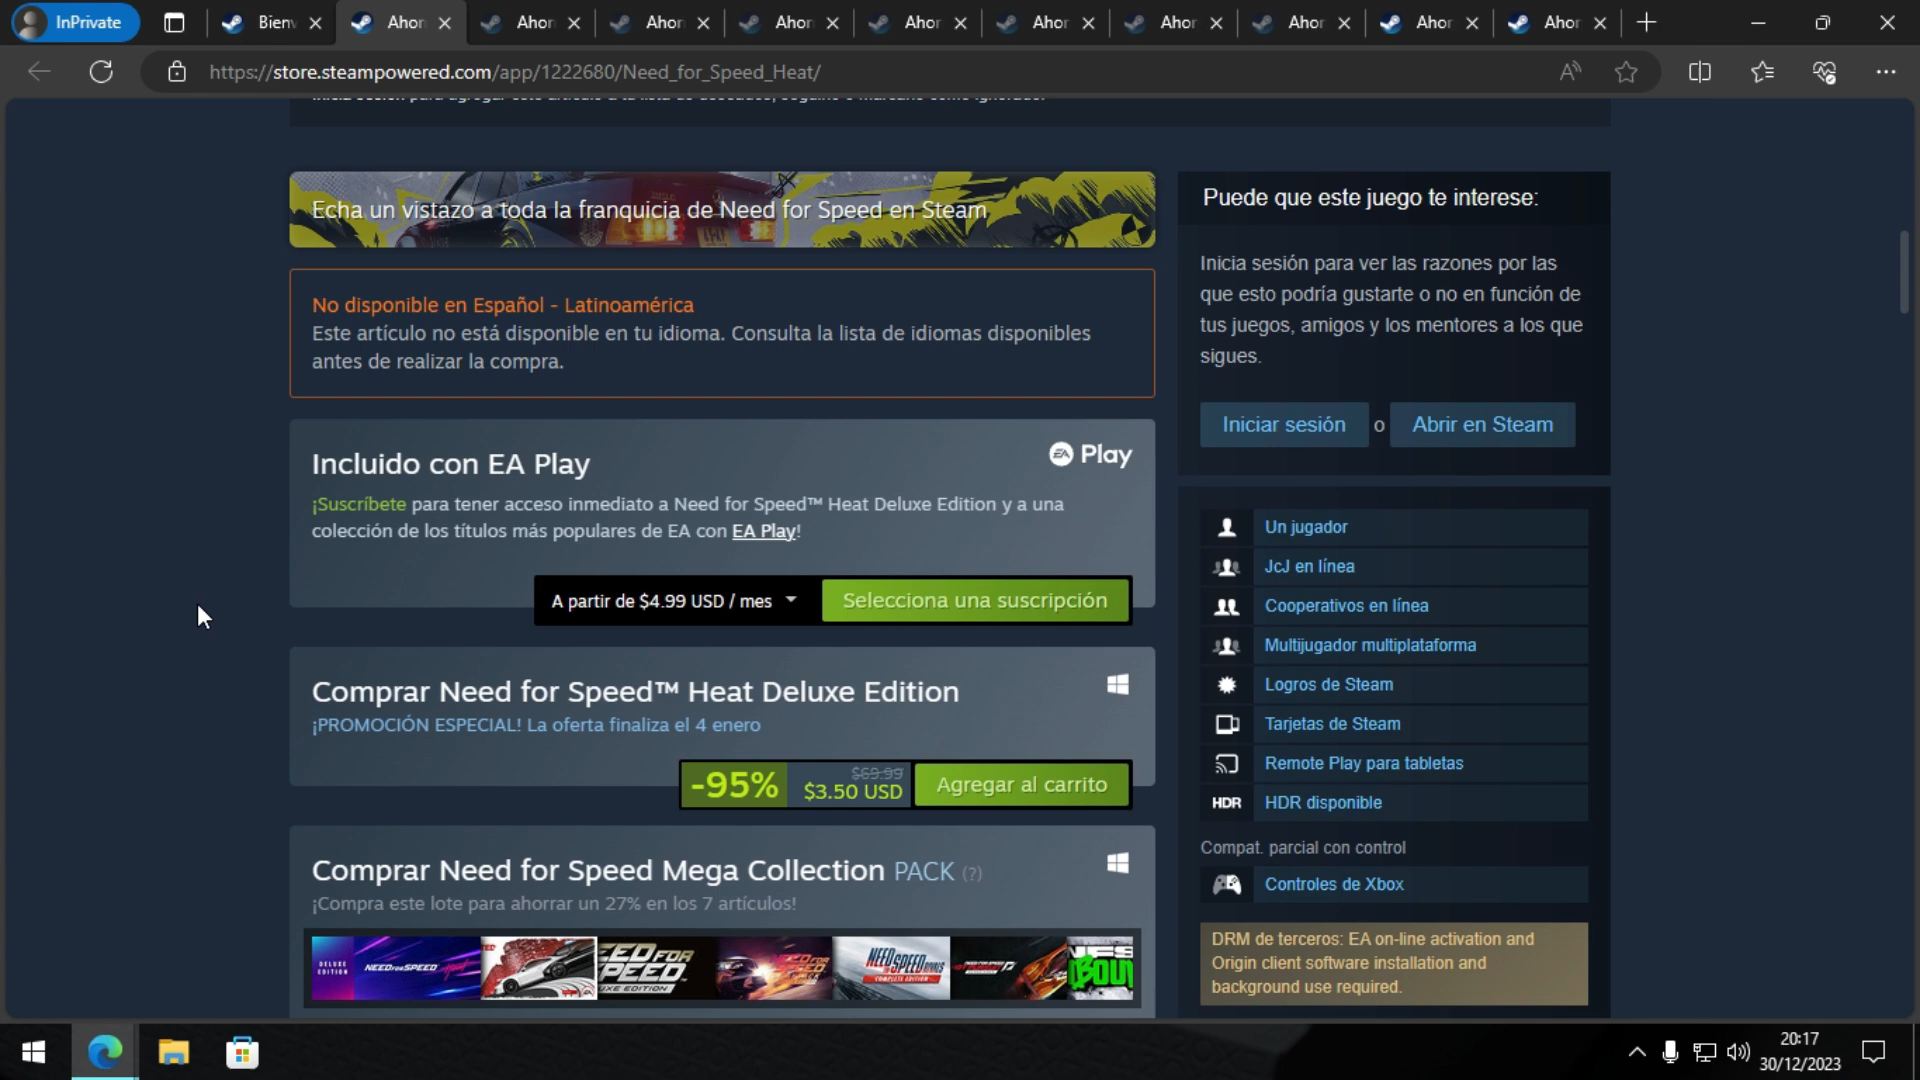 InPrivate
Bienv
Ahor
Ahor
Ahor
Ahor
Ahor
Ahor
Ahor
Ahor
Ahor
Ahor
https://store.steampowered.com/app/1222680/Need_for_Speed_Heat/
Echa un vistazo a toda la franquicia de Need for Speed en Steam
No disponible en Español - Latinoamérica
Este artículo no está disponible en tu idioma. Consulta la lista de idiomas disponibles
antes de realizar la compra.
Incluido con EA Play
EA Play
¡Suscríbete para tener acceso inmediato a Need for Speed™ Heat Deluxe Edition y a una
colección de los títulos más populares de EA con EA Play!
A partir de $4.99 USD / mes
Selecciona una suscripción
Comprar Need for Speed™ Heat Deluxe Edition
¡PROMOCIÓN ESPECIAL! La oferta finaliza el 4 enero
-95%
$69.99
$3.50 USD
Agregar al carrito
Comprar Need for Speed Mega Collection PACK (?)
¡Compra este lote para ahorrar un 27% en los 7 artículos!
DELUXE
EDITION
NEED FOR SPEED
Puede que este juego te interese:
Inicia sesión para ver las razones por las
que esto podría gustarte o no en función de
tus juegos, amigos y los mentores a los que
sigues.
Iniciar sesión o Abrir en Steam
Un jugador
JcJ en línea
Cooperativos en línea
Multijugador multiplataforma
Logros de Steam
Tarjetas de Steam
Remote Play para tabletas
HDR HDR disponible
Compat. parcial con control
Controles de Xbox
DRM de terceros: EA on-line activation and
Origin client software installation and
background use required.
20:17
30/12/2023